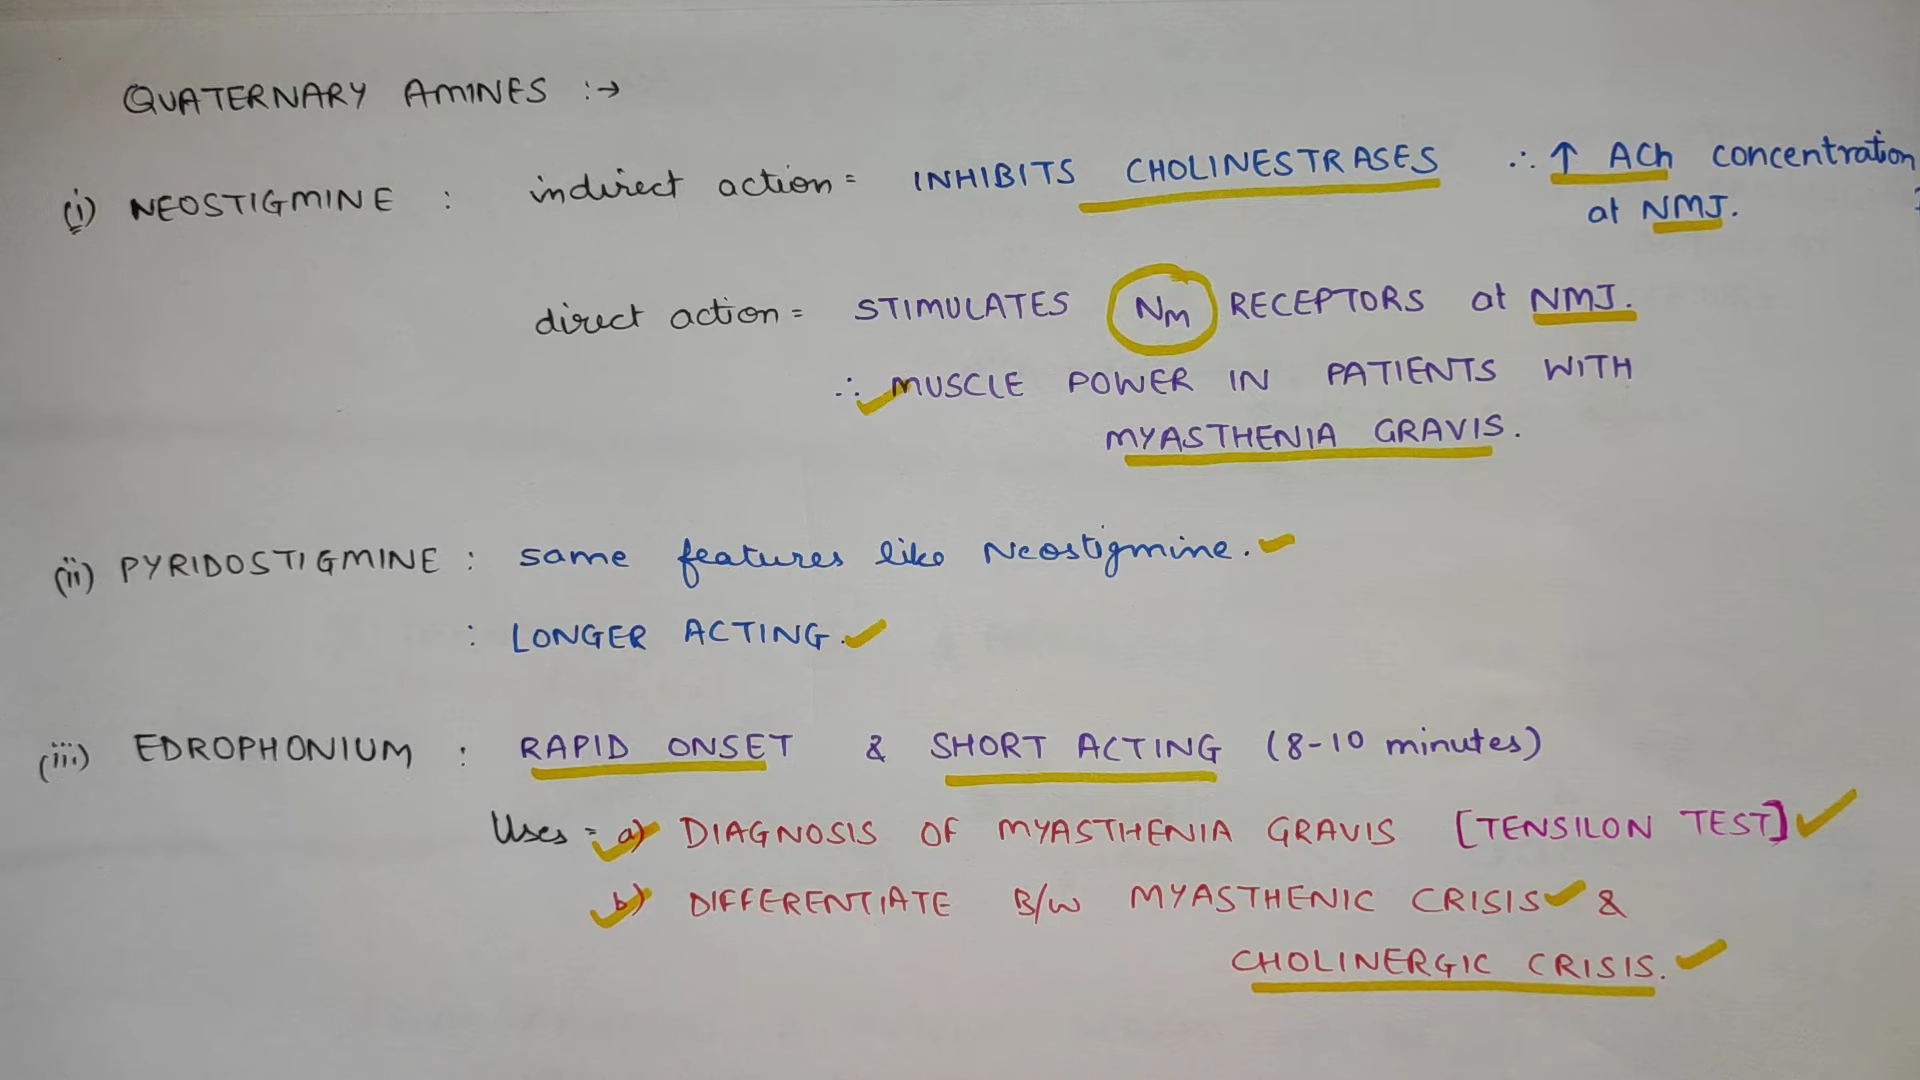 QUATERNARY AMINES :→
(i) NEOSTIGMINE : indirect action = INHIBITS CHOLINESTRASES ∴ ↑ ACh concentration
at NMJ.
direct action = STIMULATES NM RECEPTORS at NMJ.
∴ MUSCLE POWER IN PATIENTS WITH
MYASTHENIA GRAVIS.
(ii) PYRIDOSTIGMINE : same features like Neostigmine.
: LONGER ACTING.
(iii) EDROPHONIUM : RAPID ONSET & SHORT ACTING (8-10 minutes)
Uses = a) DIAGNOSIS OF MYASTHENIA GRAVIS [TENSILON TEST]
b) DIFFERENTIATE B/W MYASTHENIC CRISIS &
CHOLINERGIC CRISIS.